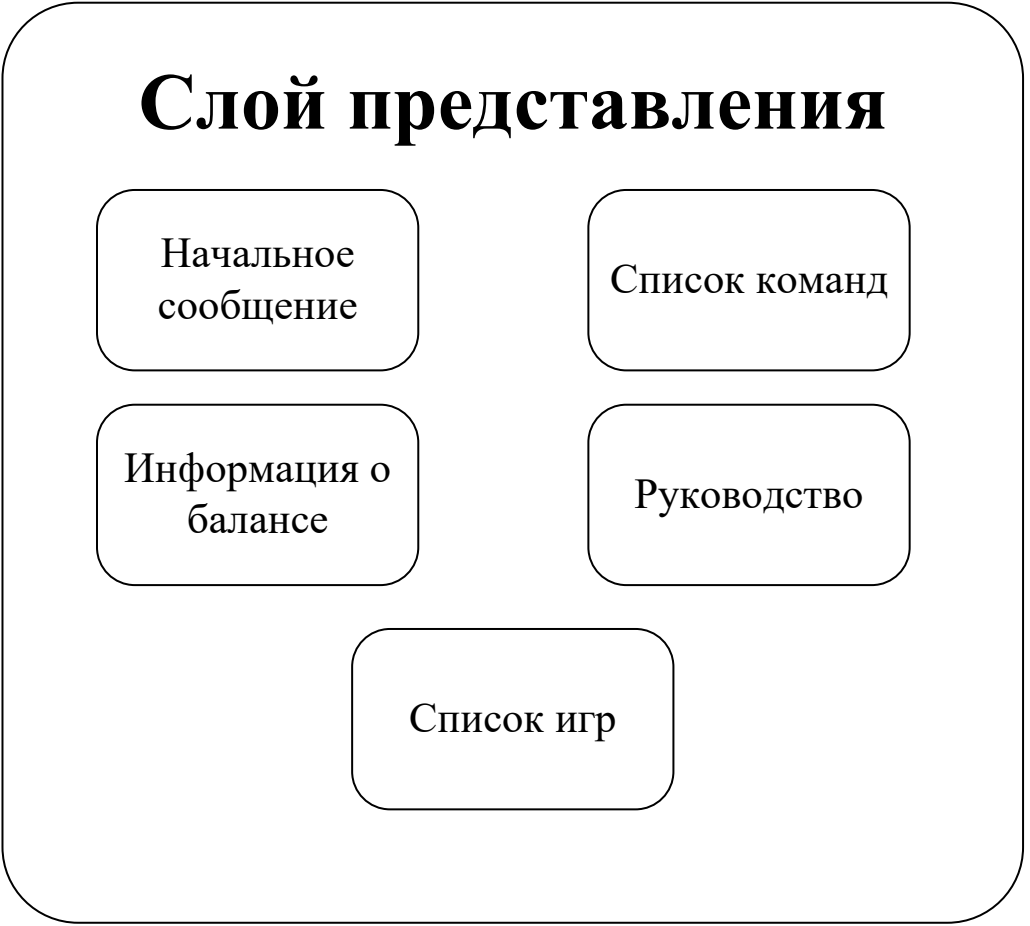 Слой представления
Начальное
сообщение
Список команд
Информация о
балансе
Руководство
Список игр